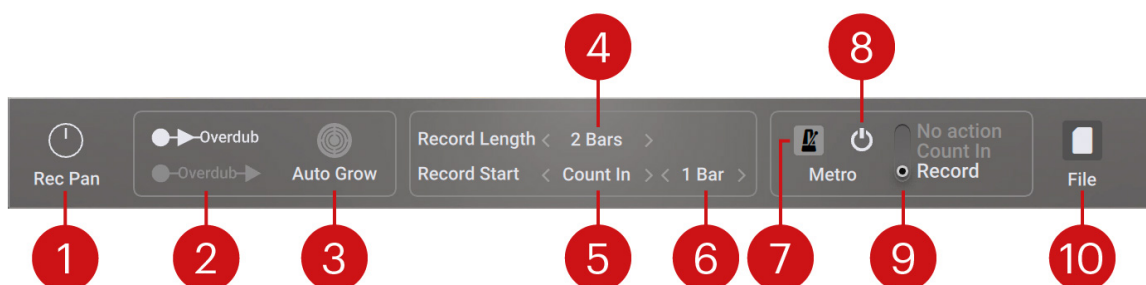 4
8
Rec Pan
Overdub
Overdub
Auto Grow
Record Length < 2 Bars >
Record Start < Count In > < 1 Bar >
Metro
No action
Count In
Record
File
1
2
3
5
6
7
9
10